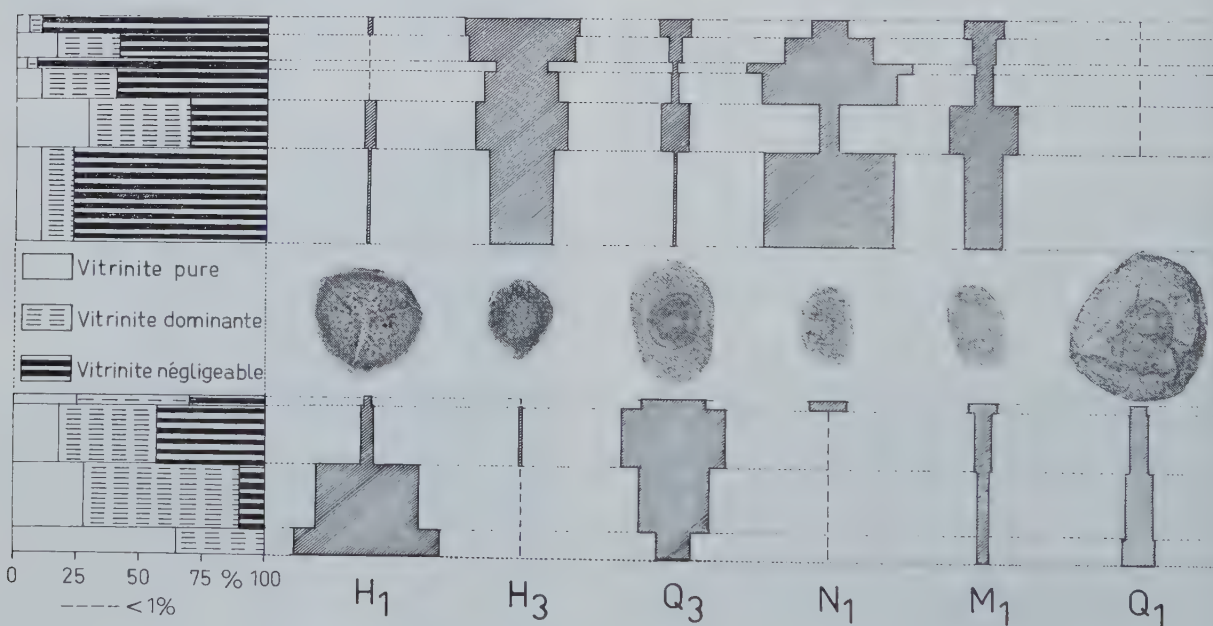 Vitrinite pure
Vitrinite dominante
Vitrinite négligeable
0 25 50 75 % 100
---- <1%
H1 H3 Q3 N1 M1 Q1